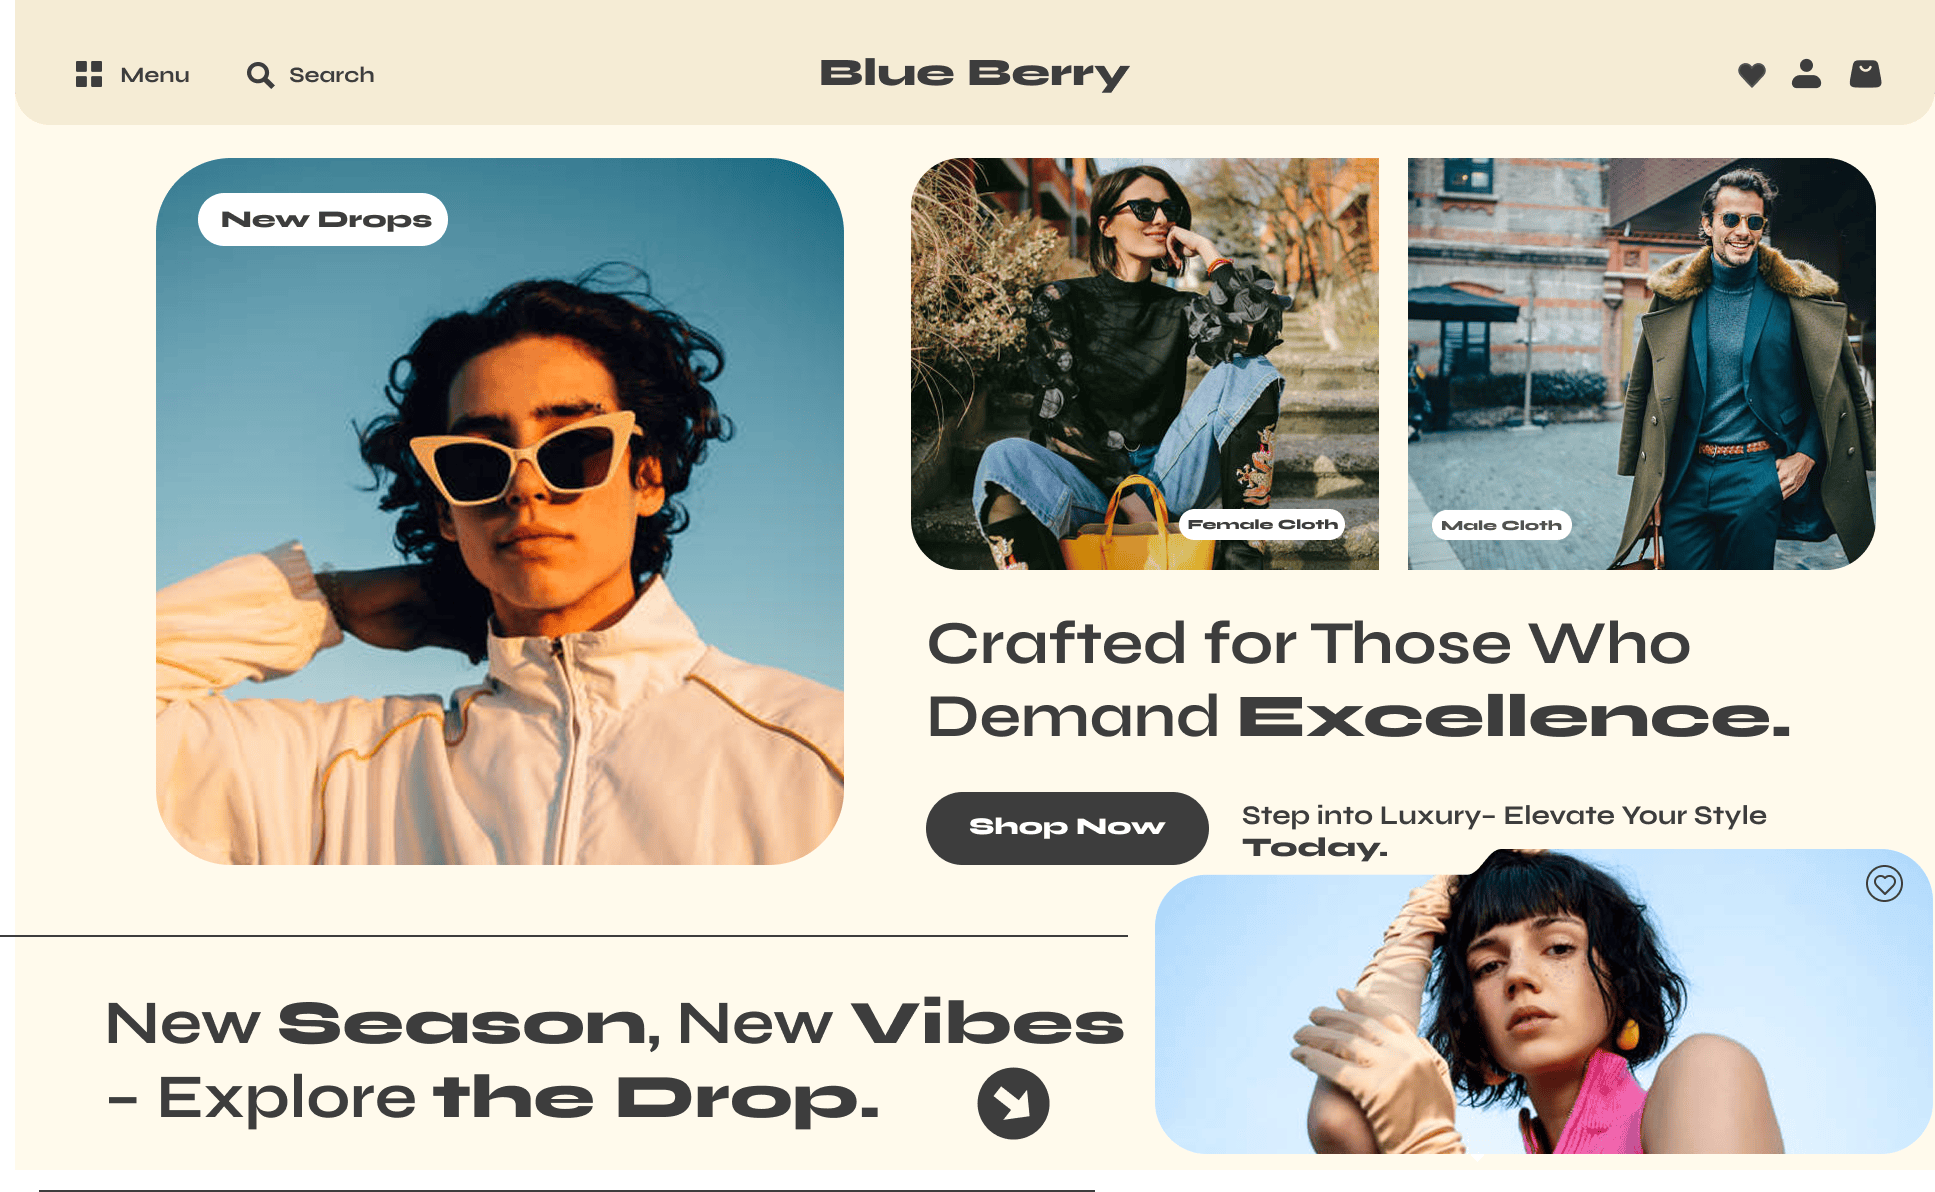 Menu
Search
Blue Berry
New Drops
Female Cloth
Male Cloth
Crafted for Those Who
Demand Excellence.
Shop Now
Step into Luxury– Elevate Your Style
Today.
New Season, New Vibes
– Explore the Drop.